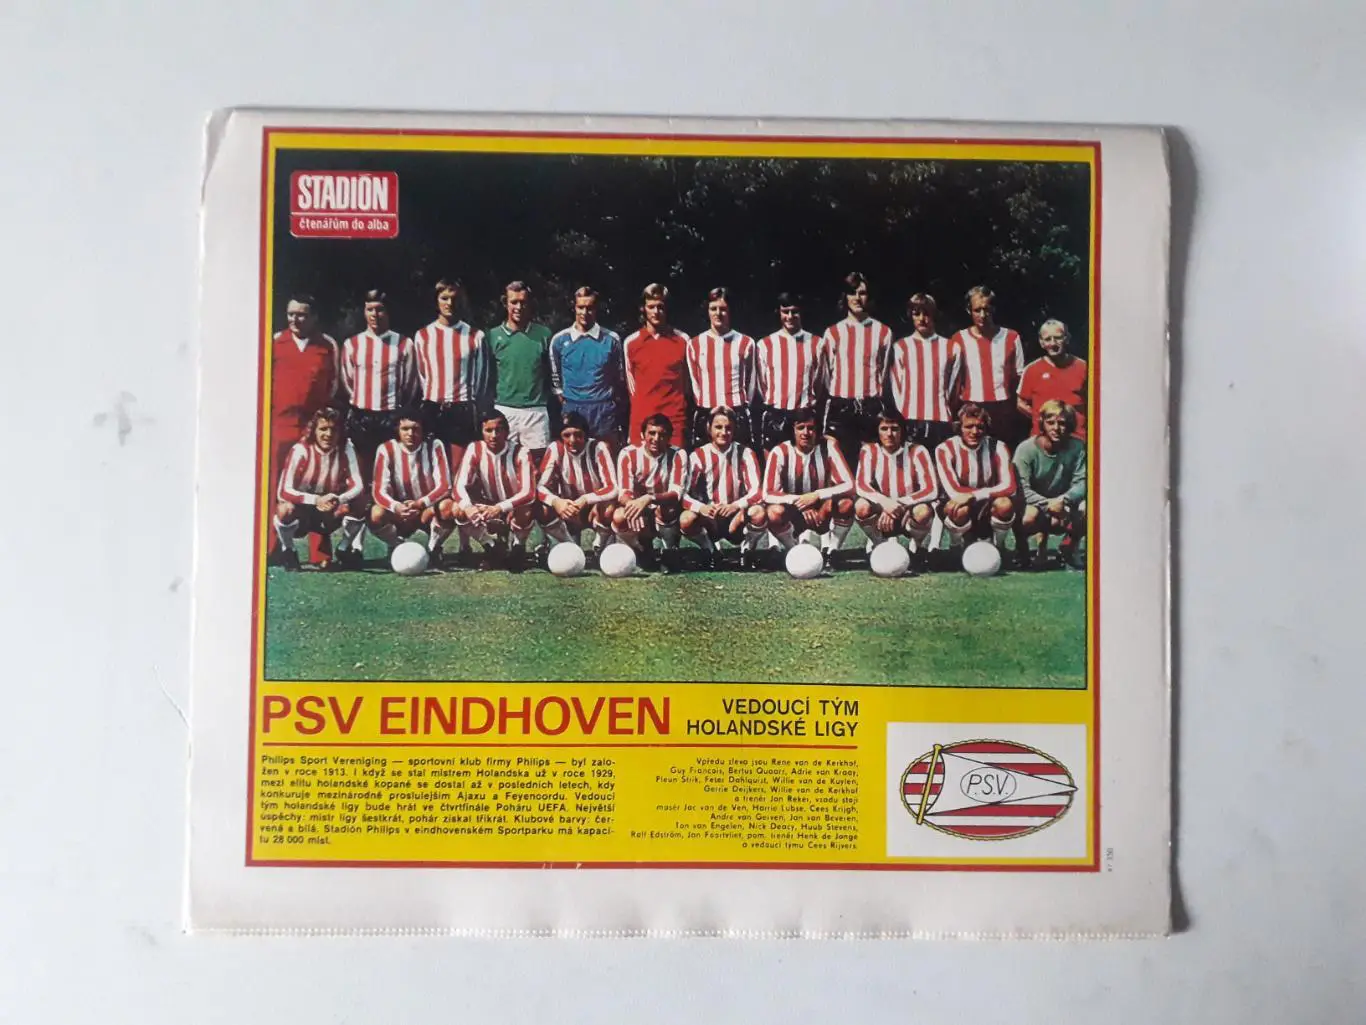 STADIÓN
čtenářům do alba
PSV EINDHOVEN
VEDOUCÍ TÝM
HOLANDSKÉ LIGY
Philips Sport Vereniging — sportovní klub firmy Philips — byl zalo-
žen v roce 1913. I když se stal mistrem Holandska už v roce 1929,
mezi elitu holandské kopané se dostal až v posledních letech, kdy
konkuruje mezinárodně proslulejším Ajaxu a Feyenoordu. Vedoucí
tým holandské ligy bude hrát ve čtvrtfinále Poháru UEFA. Největší
úspěchy: mistr ligy šestkrát, pohár získal třikrát. Klubové barvy: čer-
vená a bílá. Stadión Philips v eindhovenském Sportparku má kapaci-
tu 28 000 míst.
Vpředu zleva jsou Rene van de Kerkhof,
Guy Francois, Bertus Quaars, Adrie van Kraay,
Pleun Strik, Peter Dahlquist, Willie van de Kuylen,
Gerrie Deijkers, Willie van de Kerkhof
a trenér Jan Reker, vzadu stojí
masér Jac van de Ven, Harrie Lubse, Cees Krijgh,
André van Gerven, Jan van Beveren,
Ton van Engelen, Nick Deacy, Huub Stevens,
Ralf Edström, Jan Poortvliet, pom. trenér Henk de Jonge
a vedoucí týmu Cees Rijvers.
P.S.V.